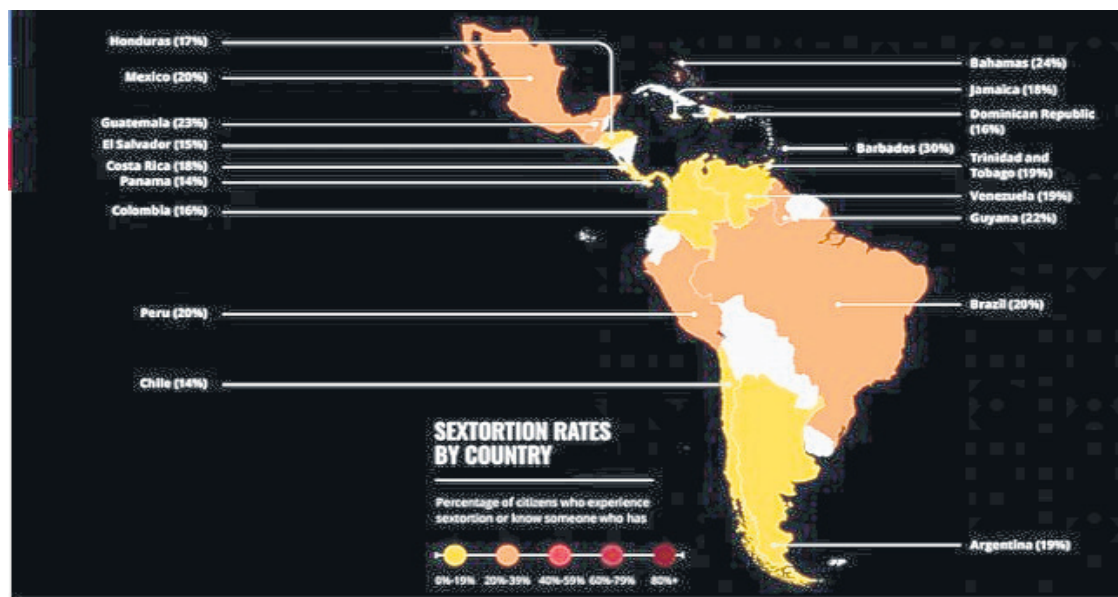 Honduras (17%)
Mexico (20%)
Guatemala (23%)
El Salvador (15%)
Costa Rica (18%)
Panama (14%)
Colombia (16%)
Peru (20%)
Chile (14%)
Bahamas (24%)
Jamaica (18%)
Dominican Republic
(16%)
Barbados (30%)
Trinidad and
Tobago (19%)
Venezuela (19%)
Guyana (22%)
Brazil (20%)
Argentina (19%)
SEXTORTION RATES
BY COUNTRY
Percentage of citizens who experience
sextortion or know someone who has
0%-19% 20%-39% 40%-59% 60%-79% 80%+